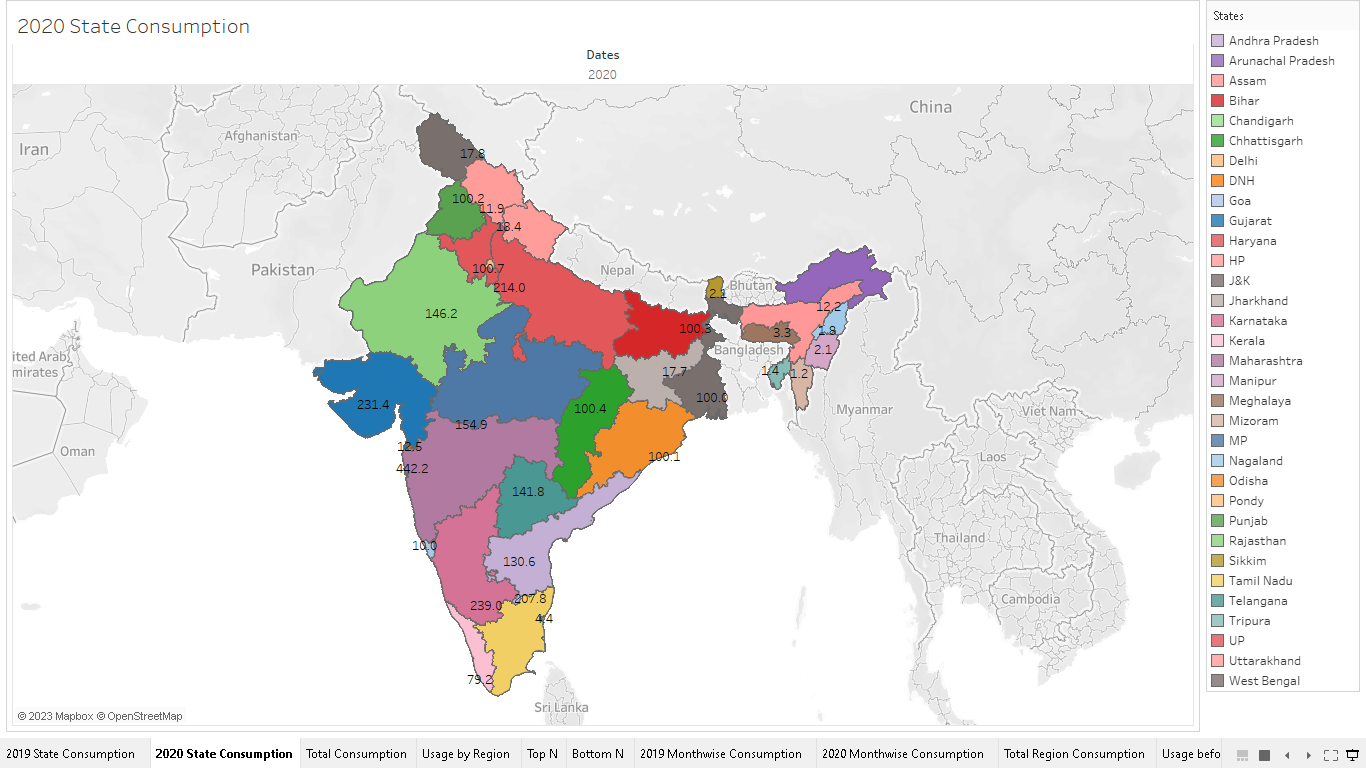 2020 State Consumption
Dates
2020
China
Afghanistan
Iran
17.8
100.2
11.9
18.4
Pakistan
100.7
Nepal
Bhutan
214.0
2.1
12.2
146.2
100.3
3.3
1.9
United Arab
Emirates
Bangladesh
2.1
17.7
1.4
1.2
231.4
100.4
100.0
Myanmar
Viet Nam
154.9
12.5
Oman
442.2
100.1
Laos
141.8
Thailand
10.0
130.6
207.8
239.0
Cambodia
4.4
79.2
Sri Lanka
© 2023 Mapbox © OpenStreetMap
States
Andhra Pradesh
Arunachal Pradesh
Assam
Bihar
Chandigarh
Chhattisgarh
Delhi
DNH
Goa
Gujarat
Haryana
HP
J&K
Jharkhand
Karnataka
Kerala
Maharashtra
Manipur
Meghalaya
Mizoram
MP
Nagaland
Odisha
Pondy
Punjab
Rajasthan
Sikkim
Tamil Nadu
Telangana
Tripura
UP
Uttarakhand
West Bengal
2019 State Consumption
2020 State Consumption
Total Consumption
Usage by Region
Top N
Bottom N
2019 Monthwise Consumption
2020 Monthwise Consumption
Total Region Consumption
Usage befo